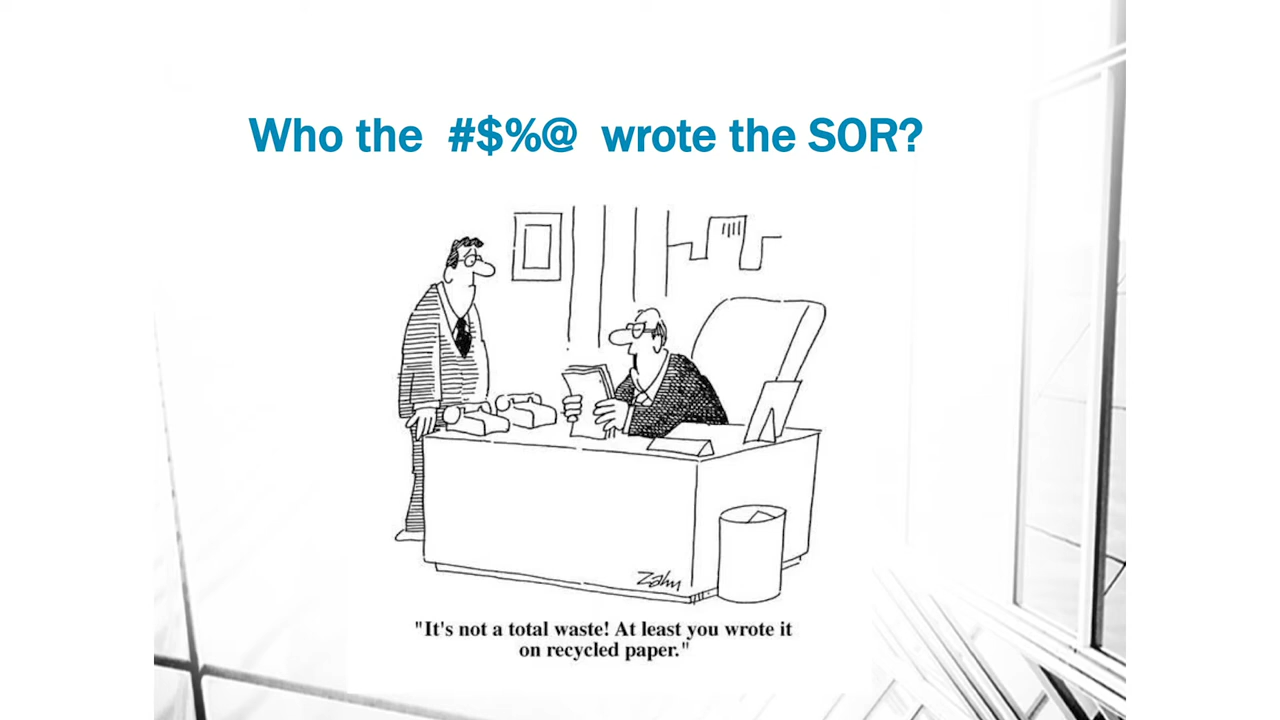 Who the #$%@ wrote the SOR?
Zahn
"It's not a total waste! At least you wrote it
on recycled paper."